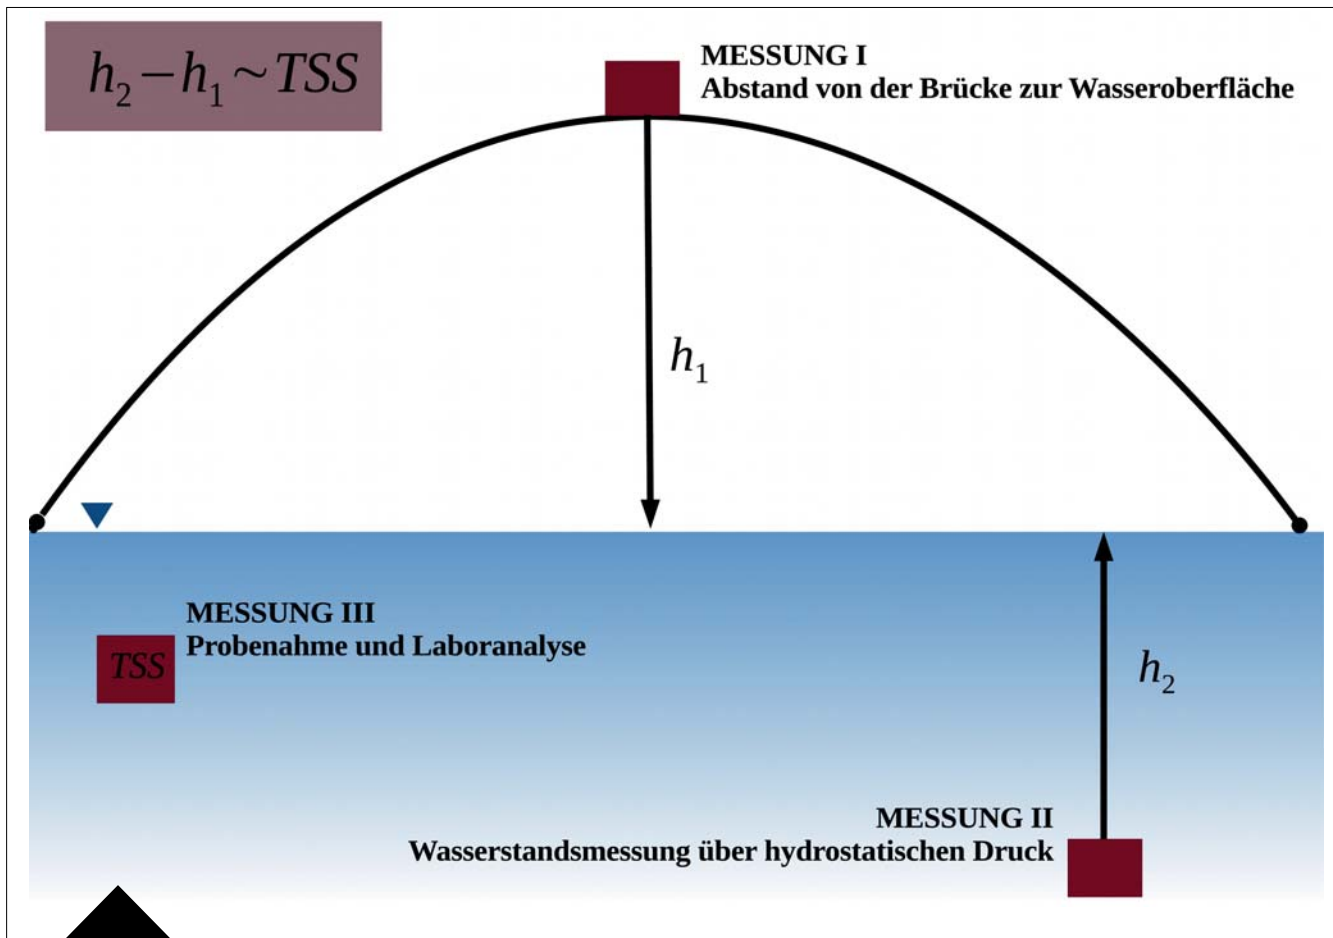 h₂ – h₁ ~ TSS
MESSUNG I
Abstand von der Brücke zur Wasseroberfläche
h₁
MESSUNG III
Probenahme und Laboranalyse
TSS
h₂
MESSUNG II
Wasserstandsmessung über hydrostatischen Druck